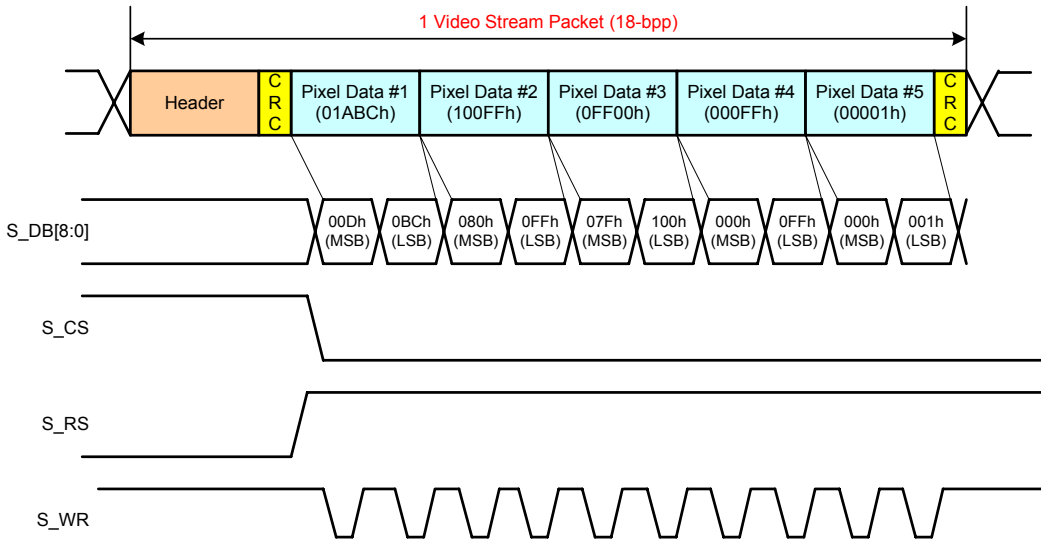 1 Video Stream Packet (18-bpp)
Header
C
R
C
Pixel Data #1
(01ABCh)
Pixel Data #2
(100FFh)
Pixel Data #3
(0FF00h)
Pixel Data #4
(000FFh)
Pixel Data #5
(00001h)
C
R
C
S_DB[8:0]
00Dh
(MSB)
0BCh
(LSB)
080h
(MSB)
0FFh
(LSB)
07Fh
(MSB)
100h
(LSB)
000h
(MSB)
0FFh
(LSB)
000h
(MSB)
001h
(LSB)
S_CS
S_RS
S_WR